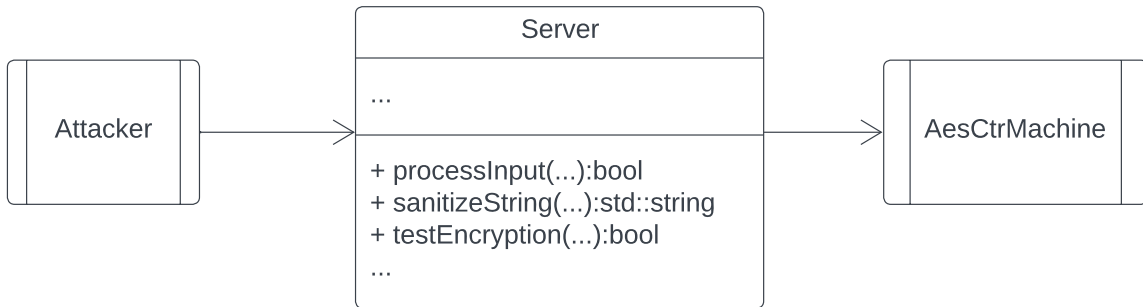 Server
...
Attacker
AesCtrMachine
+ processInput(...):bool
+ sanitizeString(...):std::string
+ testEncryption(...):bool
...